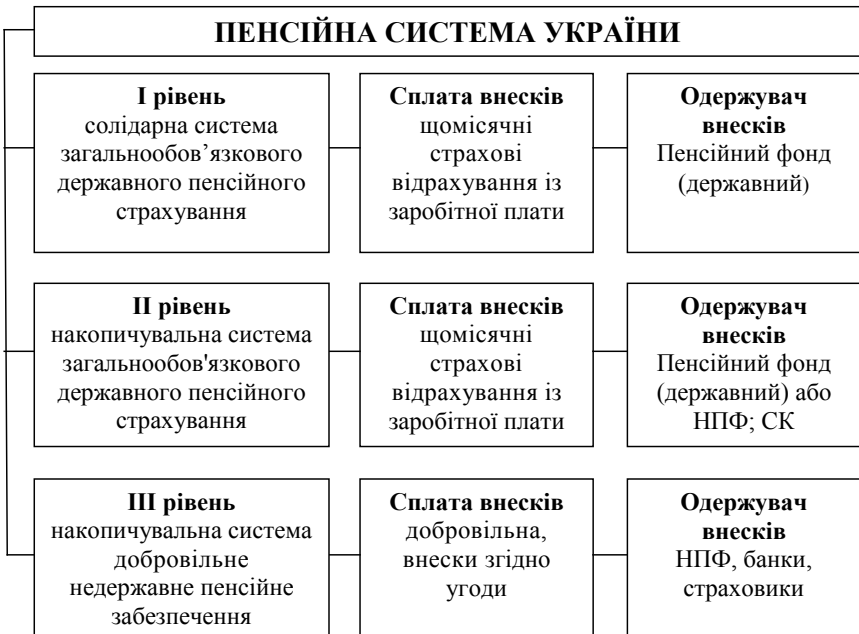 ПЕНСІЙНА СИСТЕМА УКРАЇНИ
І рівень
солідарна система
загальнообов’язкового
державного пенсійного
страхування
Сплата внесків
щомісячні
страхові
відрахування із
заробітної плати
Одержувач
внесків
Пенсійний фонд
(державний)
ІІ рівень
накопичувальна система
загальнообов'язкового
державного пенсійного
страхування
Сплата внесків
щомісячні
страхові
відрахування із
заробітної плати
Одержувач
внесків
Пенсійний фонд
(державний) або
НПФ; СК
ІІІ рівень
накопичувальна система
добровільне
недержавне пенсійне
забезпечення
Сплата внесків
добровільна,
внески згідно
угоди
Одержувач
внесків
НПФ, банки,
страховики